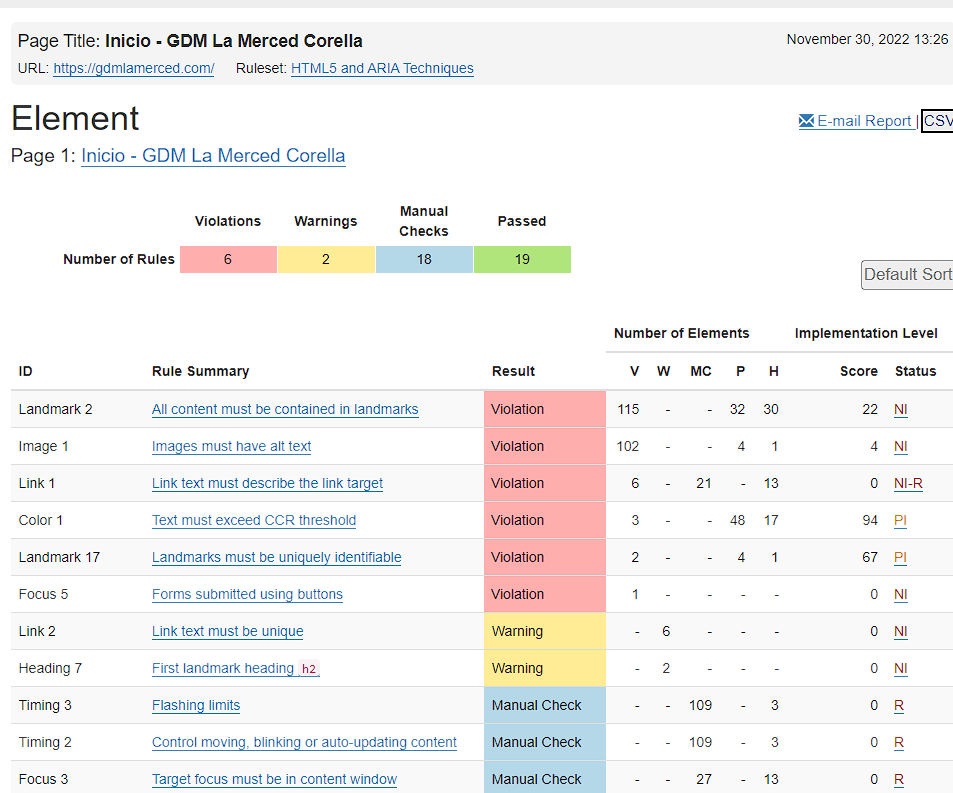 Page Title: Inicio - GDM La Merced Corella November 30, 2022 13:26
URL: https://gdmlamerced.com/ Ruleset: HTML5 and ARIA Techniques
Element
E-mail Report | CSV
Page 1: Inicio - GDM La Merced Corella
Violations Warnings Manual Checks Passed
Number of Rules 6 2 18 19
Default Sort
Number of Elements Implementation Level
ID Rule Summary Result V W MC P H Score Status
Landmark 2 All content must be contained in landmarks Violation 115 - - 32 30 22 NI
Image 1 Images must have alt text Violation 102 - - 4 1 4 NI
Link 1 Link text must describe the link target Violation 6 - 21 - 13 0 NI-R
Color 1 Text must exceed CCR threshold Violation 3 - - 48 17 94 PI
Landmark 17 Landmarks must be uniquely identifiable Violation 2 - - 4 1 67 PI
Focus 5 Forms submitted using buttons Violation 1 - - - - 0 NI
Link 2 Link text must be unique Warning - 6 - - - 0 NI
Heading 7 First landmark heading h2 Warning - 2 - - - 0 NI
Timing 3 Flashing limits Manual Check - - 109 - 3 0 R
Timing 2 Control moving, blinking or auto-updating content Manual Check - - 109 - 3 0 R
Focus 3 Target focus must be in content window Manual Check - - 27 - 13 0 R